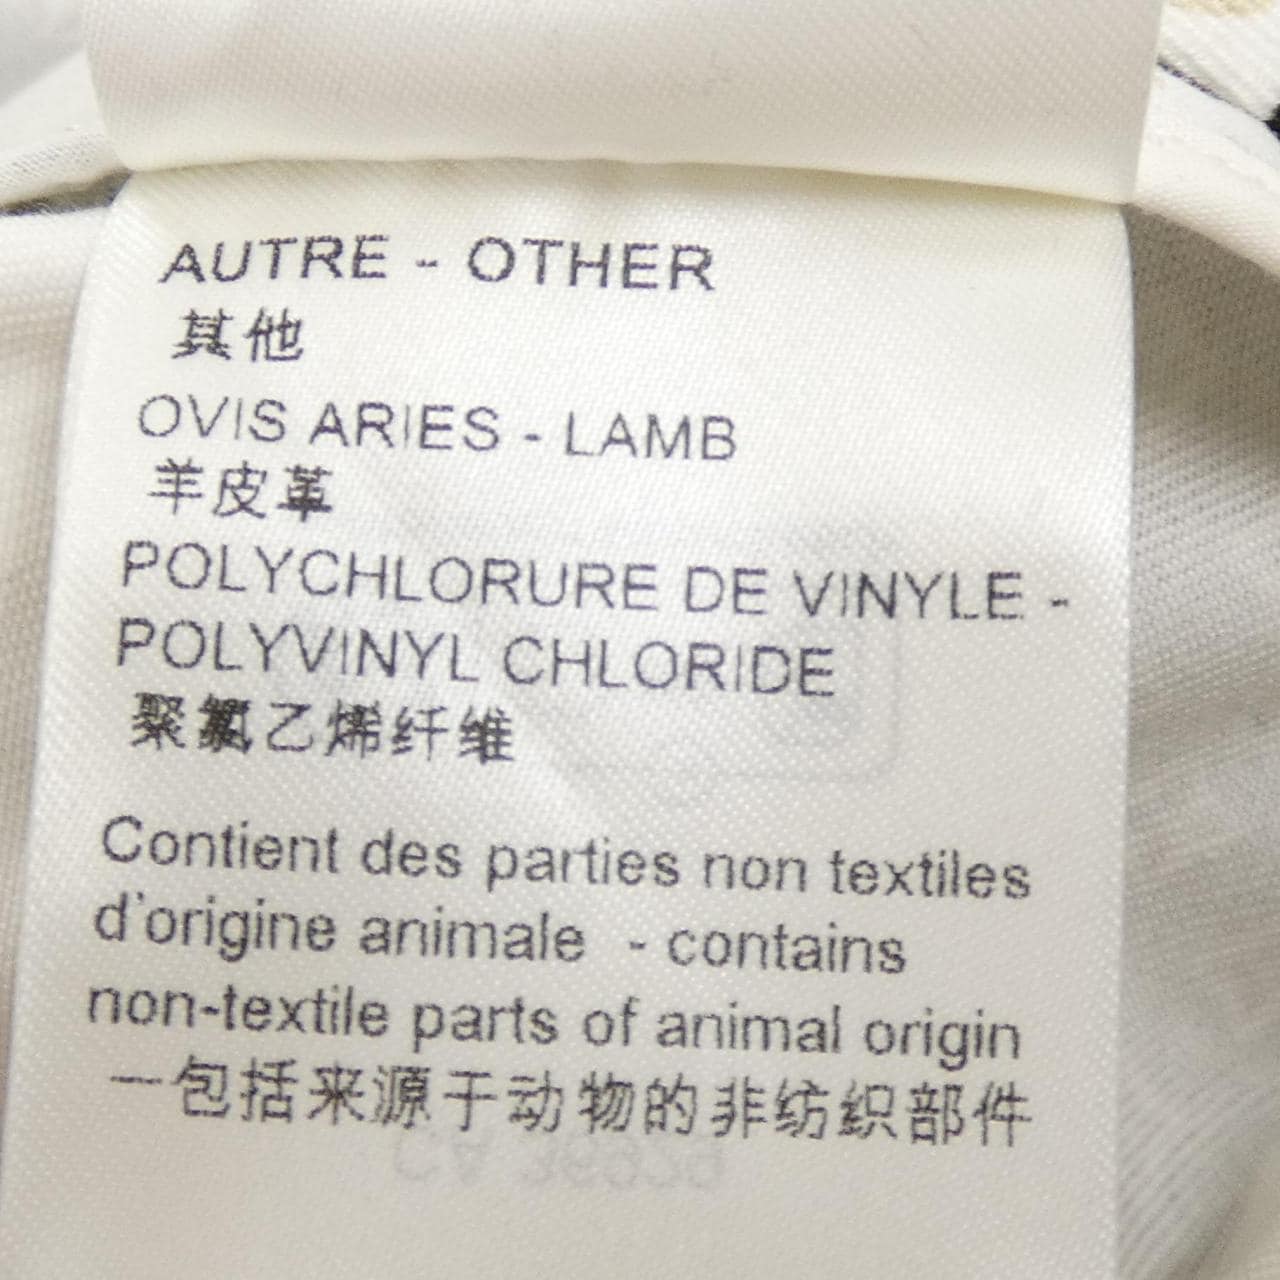 AUTRE - OTHER
其他
OVIS ARIES - LAMB
羊皮革
POLYCHLORURE DE VINYLE -
POLYVINYL CHLORIDE
聚氯乙烯纤维
Contient des parties non textiles
d'origine animale - contains
non-textile parts of animal origin
一包括来源于动物的非纺织部件